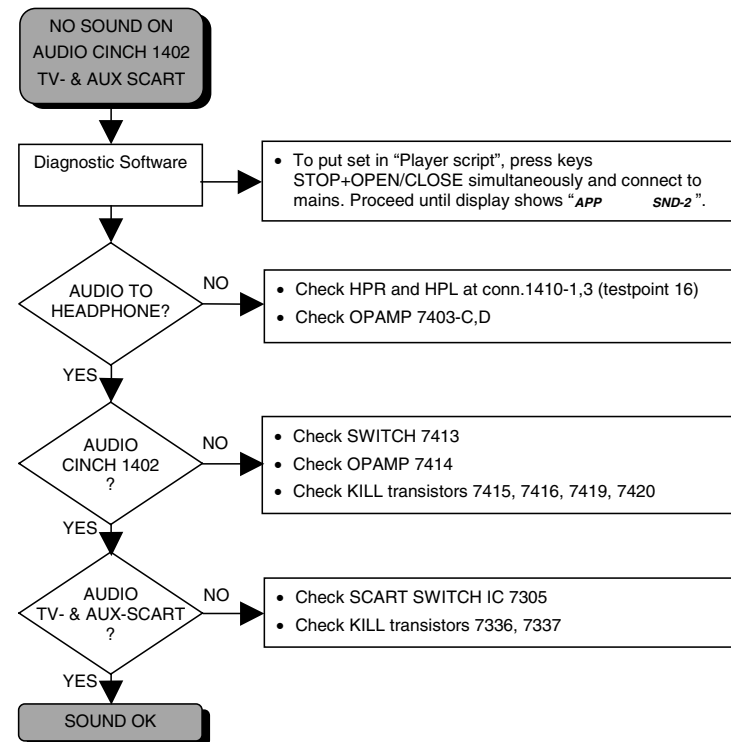 NO SOUND ON
AUDIO CINCH 1402
TV- & AUX SCART
Diagnostic Software
• To put set in “Player script”, press keys
STOP+OPEN/CLOSE simultaneously and connect to
mains. Proceed until display shows “APP SND-2 ”.
AUDIO TO
HEADPHONE?
NO
• Check HPR and HPL at conn.1410-1,3 (testpoint 16)
• Check OPAMP 7403-C,D
YES
AUDIO
CINCH 1402
?
NO
• Check SWITCH 7413
• Check OPAMP 7414
• Check KILL transistors 7415, 7416, 7419, 7420
YES
AUDIO
TV- & AUX-SCART
?
NO
• Check SCART SWITCH IC 7305
• Check KILL transistors 7336, 7337
YES
SOUND OK